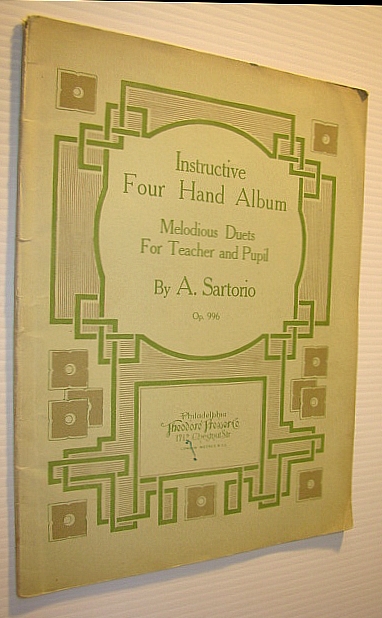 Instructive
Four Hand Album
Melodious Duets
For Teacher and Pupil
By A. Sartorio
Op. 996
Philadelphia
Theodore Presser Co.
1712 Chestnut Str